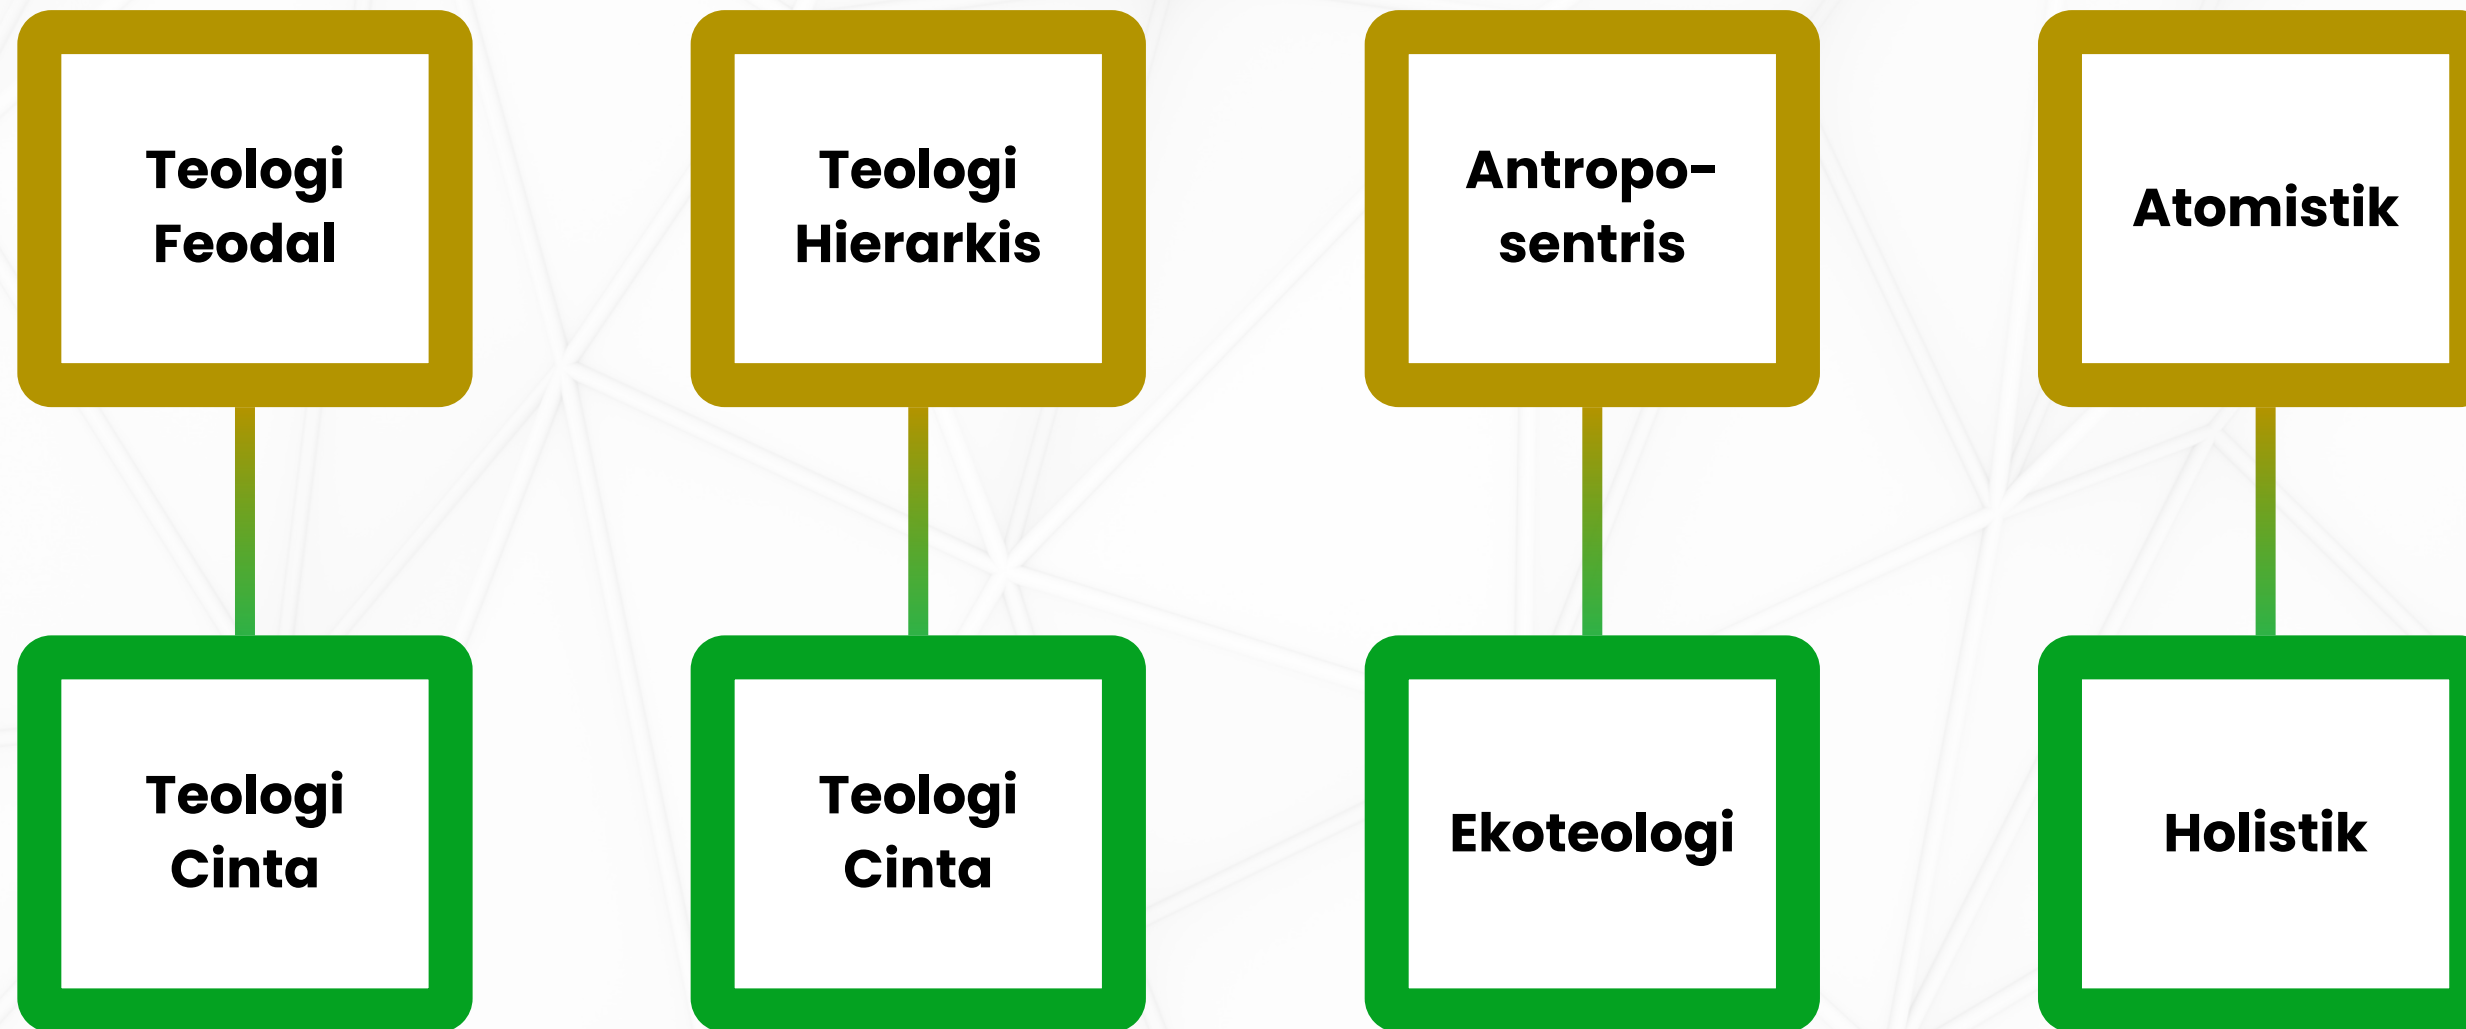 Teologi
Feodal
Teologi
Hierarkis
Antropo-
sentris
Atomistik
Teologi
Cinta
Teologi
Cinta
Ekoteologi
Holistik